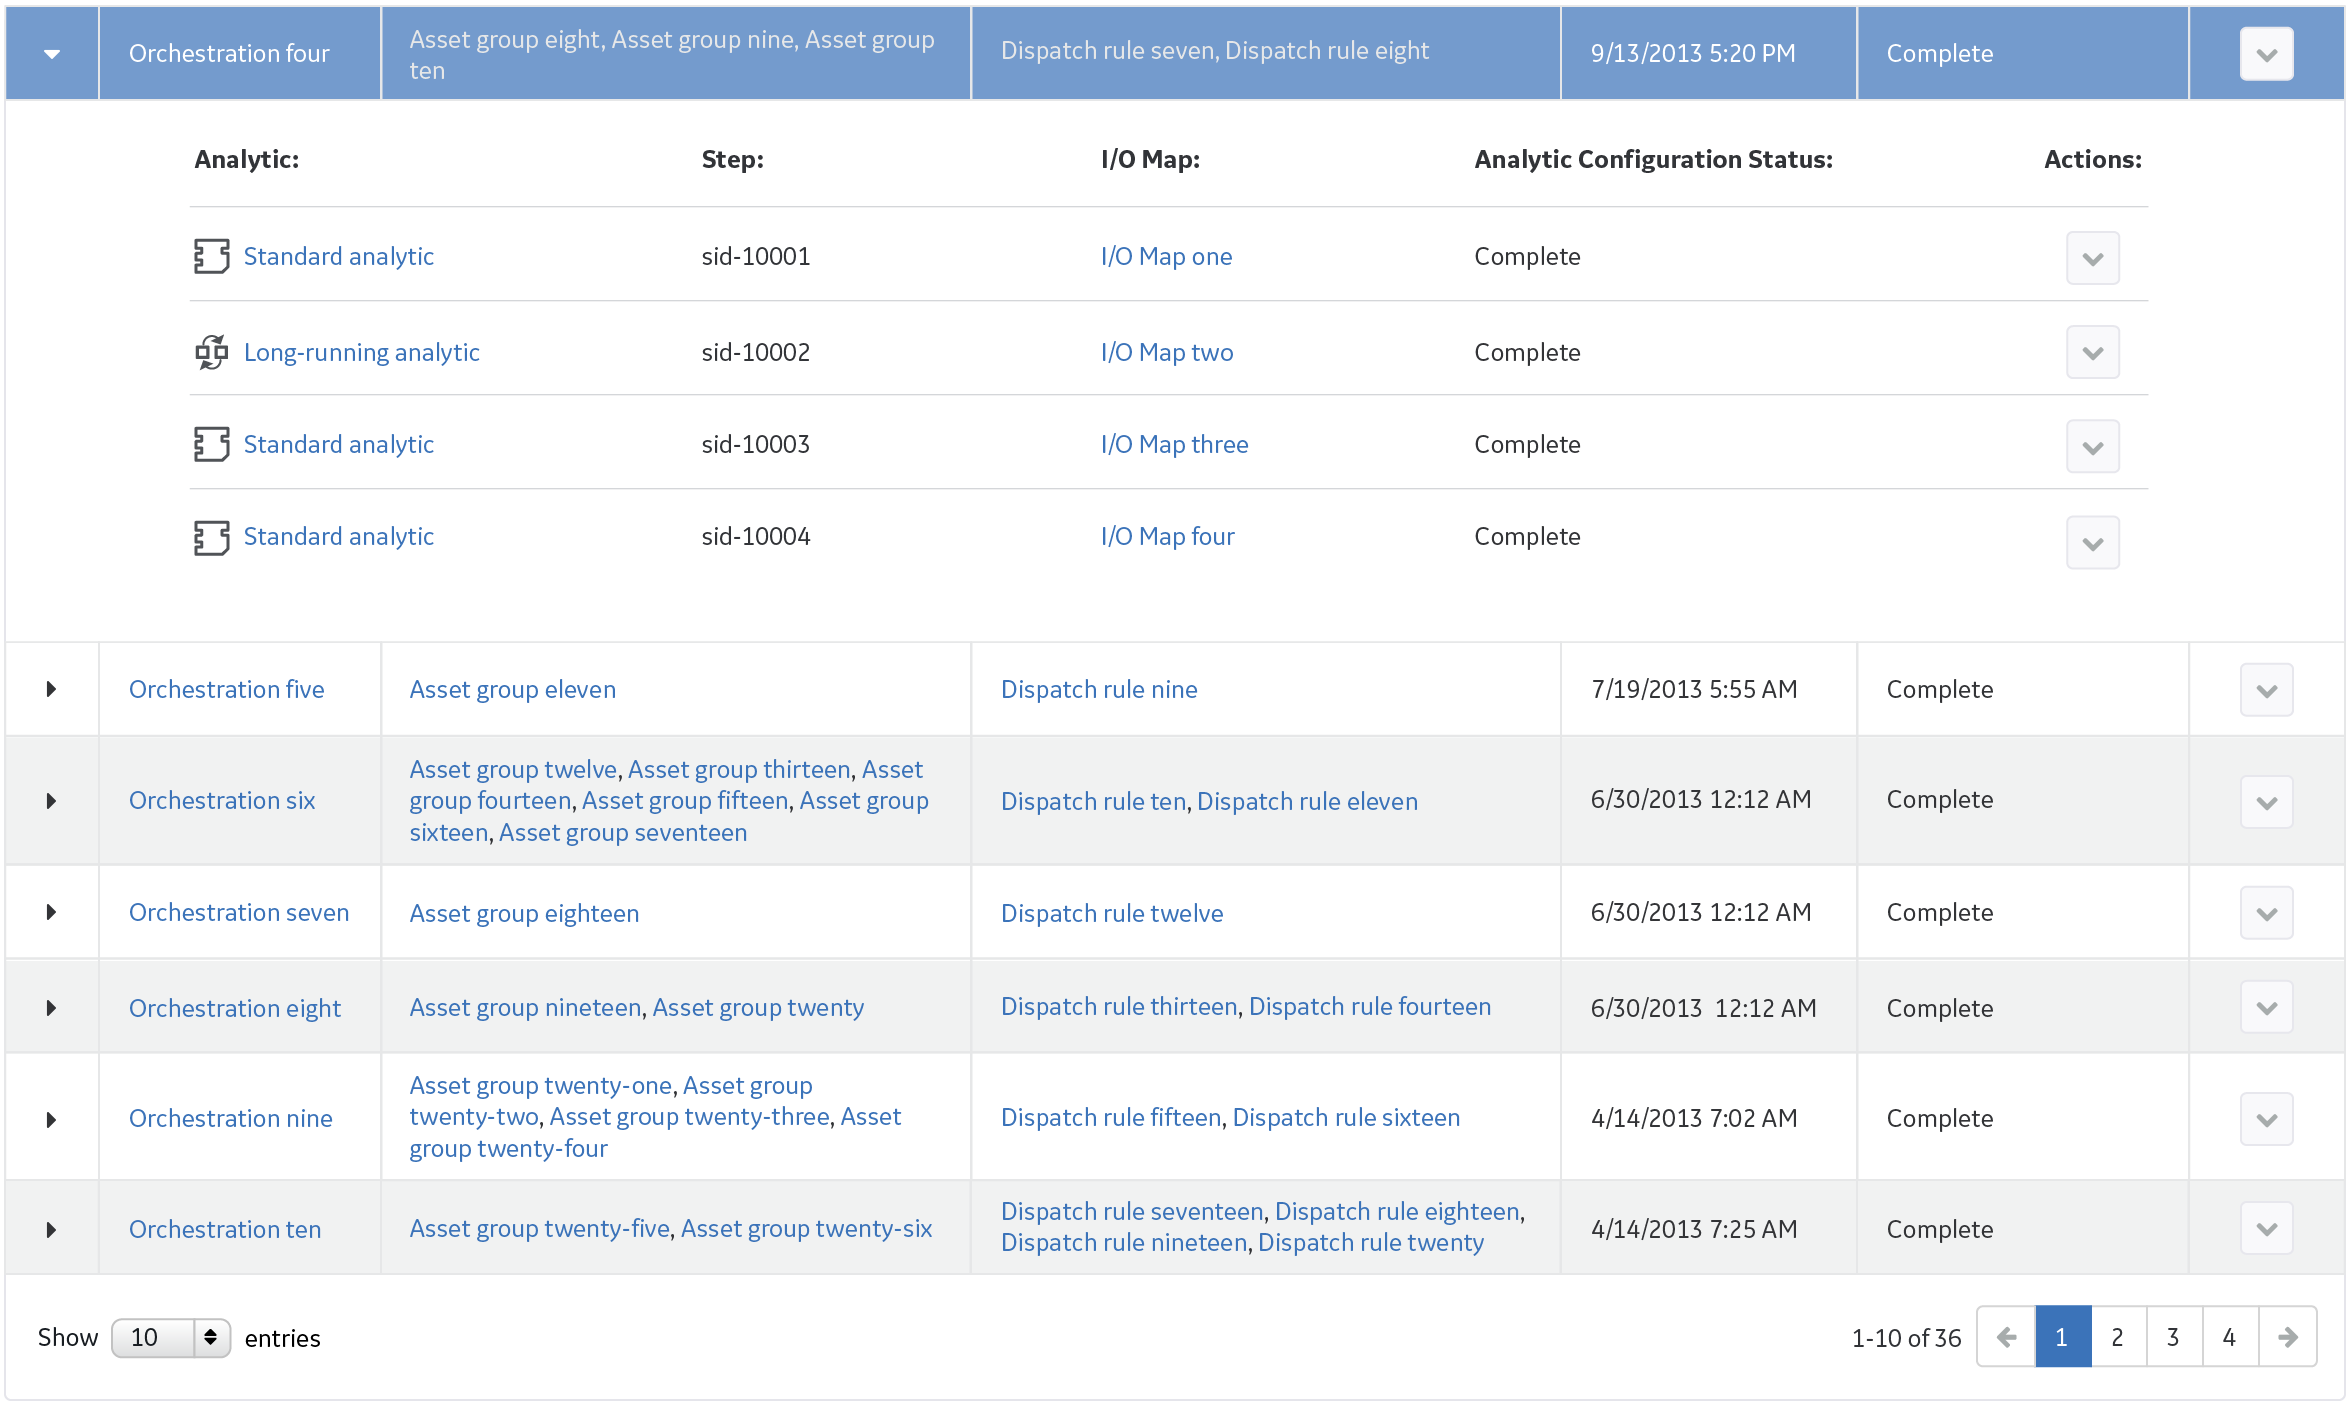 Orchestration four
Asset group eight, Asset group nine, Asset group
ten
Dispatch rule seven, Dispatch rule eight
9/13/2013 5:20 PM
Complete
Analytic:
Step:
I/O Map:
Analytic Configuration Status:
Actions:
Standard analytic
sid-10001
I/O Map one
Complete
Long-running analytic
sid-10002
I/O Map two
Complete
Standard analytic
sid-10003
I/O Map three
Complete
Standard analytic
sid-10004
I/O Map four
Complete
Orchestration five
Asset group eleven
Dispatch rule nine
7/19/2013 5:55 AM
Complete
Orchestration six
Asset group twelve, Asset group thirteen, Asset
group fourteen, Asset group fifteen, Asset group
sixteen, Asset group seventeen
Dispatch rule ten, Dispatch rule eleven
6/30/2013 12:12 AM
Complete
Orchestration seven
Asset group eighteen
Dispatch rule twelve
6/30/2013 12:12 AM
Complete
Orchestration eight
Asset group nineteen, Asset group twenty
Dispatch rule thirteen, Dispatch rule fourteen
6/30/2013  12:12 AM
Complete
Orchestration nine
Asset group twenty-one, Asset group
twenty-two, Asset group twenty-three, Asset
group twenty-four
Dispatch rule fifteen, Dispatch rule sixteen
4/14/2013 7:02 AM
Complete
Orchestration ten
Asset group twenty-five, Asset group twenty-six
Dispatch rule seventeen, Dispatch rule eighteen,
Dispatch rule nineteen, Dispatch rule twenty
4/14/2013 7:25 AM
Complete
Show 10 entries
1-10 of 36
1 2 3 4